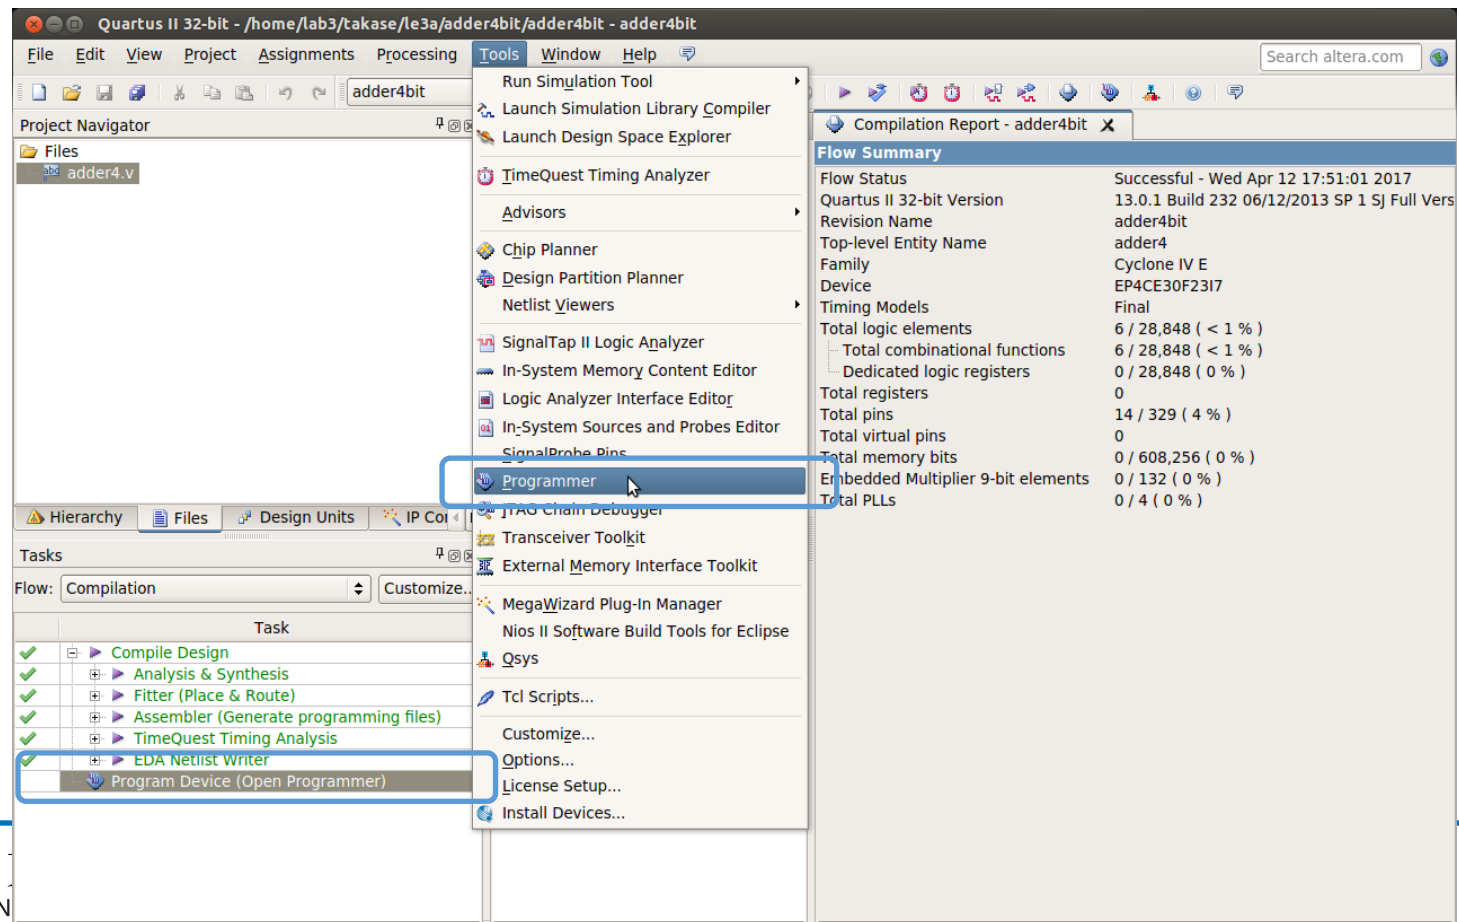 Quartus II 32-bit - /home/lab3/takase/le3a/adder4bit/adder4bit - adder4bit
File Edit View Project Assignments Processing Tools Window Help
Search altera.com
adder4bit
Project Navigator
Files
adder4.v
Hierarchy Files Design Units IP Co
Tasks
Flow: Compilation Customize..
Task
Compile Design
Analysis & Synthesis
Fitter (Place & Route)
Assembler (Generate programming files)
TimeQuest Timing Analysis
EDA Netlist Writer
Program Device (Open Programmer)
Run Simulation Tool
Launch Simulation Library Compiler
Launch Design Space Explorer
TimeQuest Timing Analyzer
Advisors
Chip Planner
Design Partition Planner
Netlist Viewers
SignalTap II Logic Analyzer
In-System Memory Content Editor
Logic Analyzer Interface Editor
In-System Sources and Probes Editor
SignalProbe Pins
Programmer
JTAG Chain Debugger
Transceiver Toolkit
External Memory Interface Toolkit
MegaWizard Plug-In Manager
Nios II Software Build Tools for Eclipse
Qsys
Tcl Scripts...
Customize...
Options...
License Setup...
Install Devices...
Compilation Report - adder4bit
Flow Summary
Flow Status Successful - Wed Apr 12 17:51:01 2017
Quartus II 32-bit Version 13.0.1 Build 232 06/12/2013 SP 1 SJ Full Vers
Revision Name adder4bit
Top-level Entity Name adder4
Family Cyclone IV E
Device EP4CE30F23I7
Timing Models Final
Total logic elements 6 / 28,848 ( < 1 % )
Total combinational functions 6 / 28,848 ( < 1 % )
Dedicated logic registers 0 / 28,848 ( 0 % )
Total registers 0
Total pins 14 / 329 ( 4 % )
Total virtual pins 0
Total memory bits 0 / 608,256 ( 0 % )
Embedded Multiplier 9-bit elements 0 / 132 ( 0 % )
Total PLLs 0 / 4 ( 0 % )
N